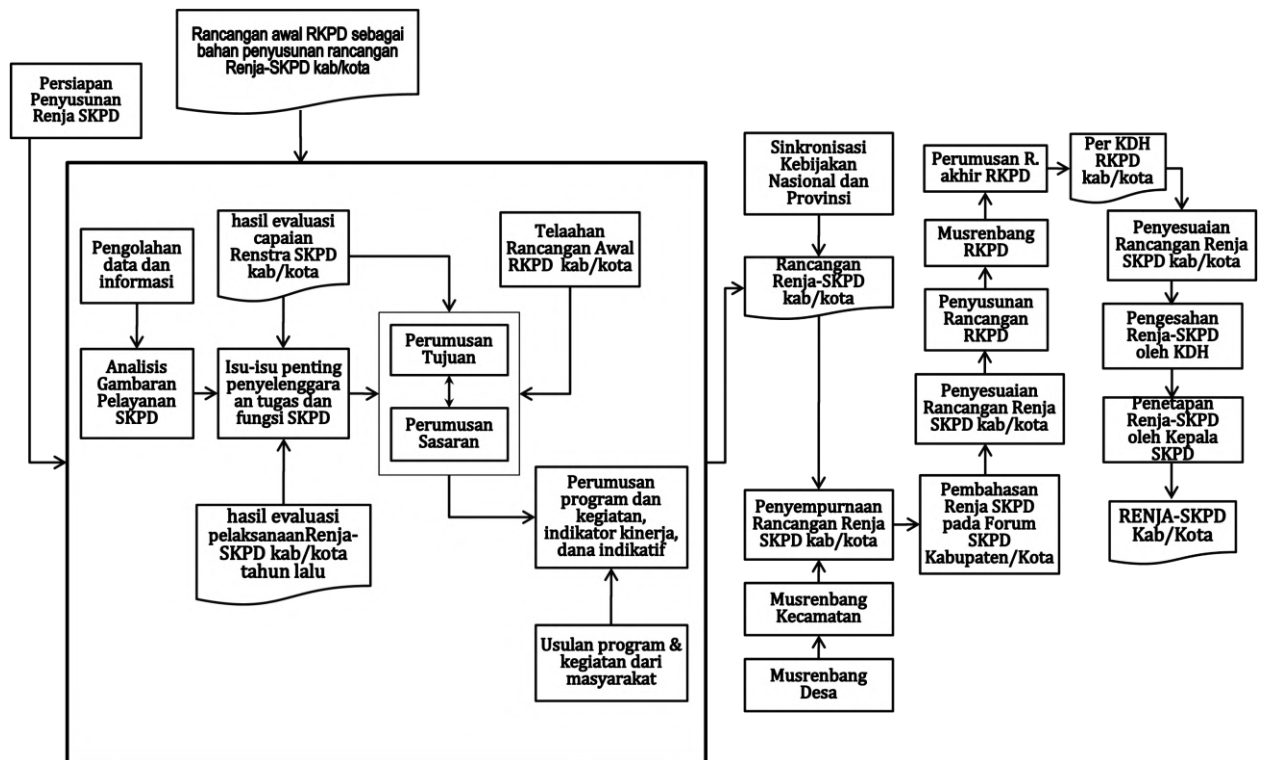 Rancangan awal RKPD sebagai
bahan penyusunan rancangan
Renja-SKPD kab/kota
Persiapan
Penyusunan
Renja SKPD
Pengolahan
data dan
informasi
hasil evaluasi
capaian
Renstra SKPD
kab/kota
Telaahan
Rancangan Awal
RKPD kab/kota
Analisis
Gambaran
Pelayanan
SKPD
Isu-isu penting
penyelenggara
an tugas dan
fungsi SKPD
Perumusan
Tujuan
Perumusan
Sasaran
hasil evaluasi
pelaksanaanRenja-
SKPD kab/kota
tahun lalu
Perumusan
program dan
kegiatan,
indikator kinerja,
dana indikatif
Usulan program &
kegiatan dari
masyarakat
Sinkronisasi
Kebijakan
Nasional dan
Provinsi
Rancangan
Renja-SKPD
kab/kota
Penyempurnaan
Rancangan Renja
SKPD kab/kota
Musrenbang
Kecamatan
Musrenbang
Desa
Perumusan R.
akhir RKPD
Musrenbang
RKPD
Penyusunan
Rancangan
RKPD
Penyesuaian
Rancangan Renja
SKPD kab/kota
Pembahasan
Renja SKPD
pada Forum
SKPD
Kabupaten/Kota
Per KDH
RKPD
kab/kota
Penyesuaian
Rancangan Renja
SKPD kab/kota
Pengesahan
Renja-SKPD
oleh KDH
Penetapan
Renja-SKPD
oleh Kepala
SKPD
RENJA-SKPD
Kab/Kota